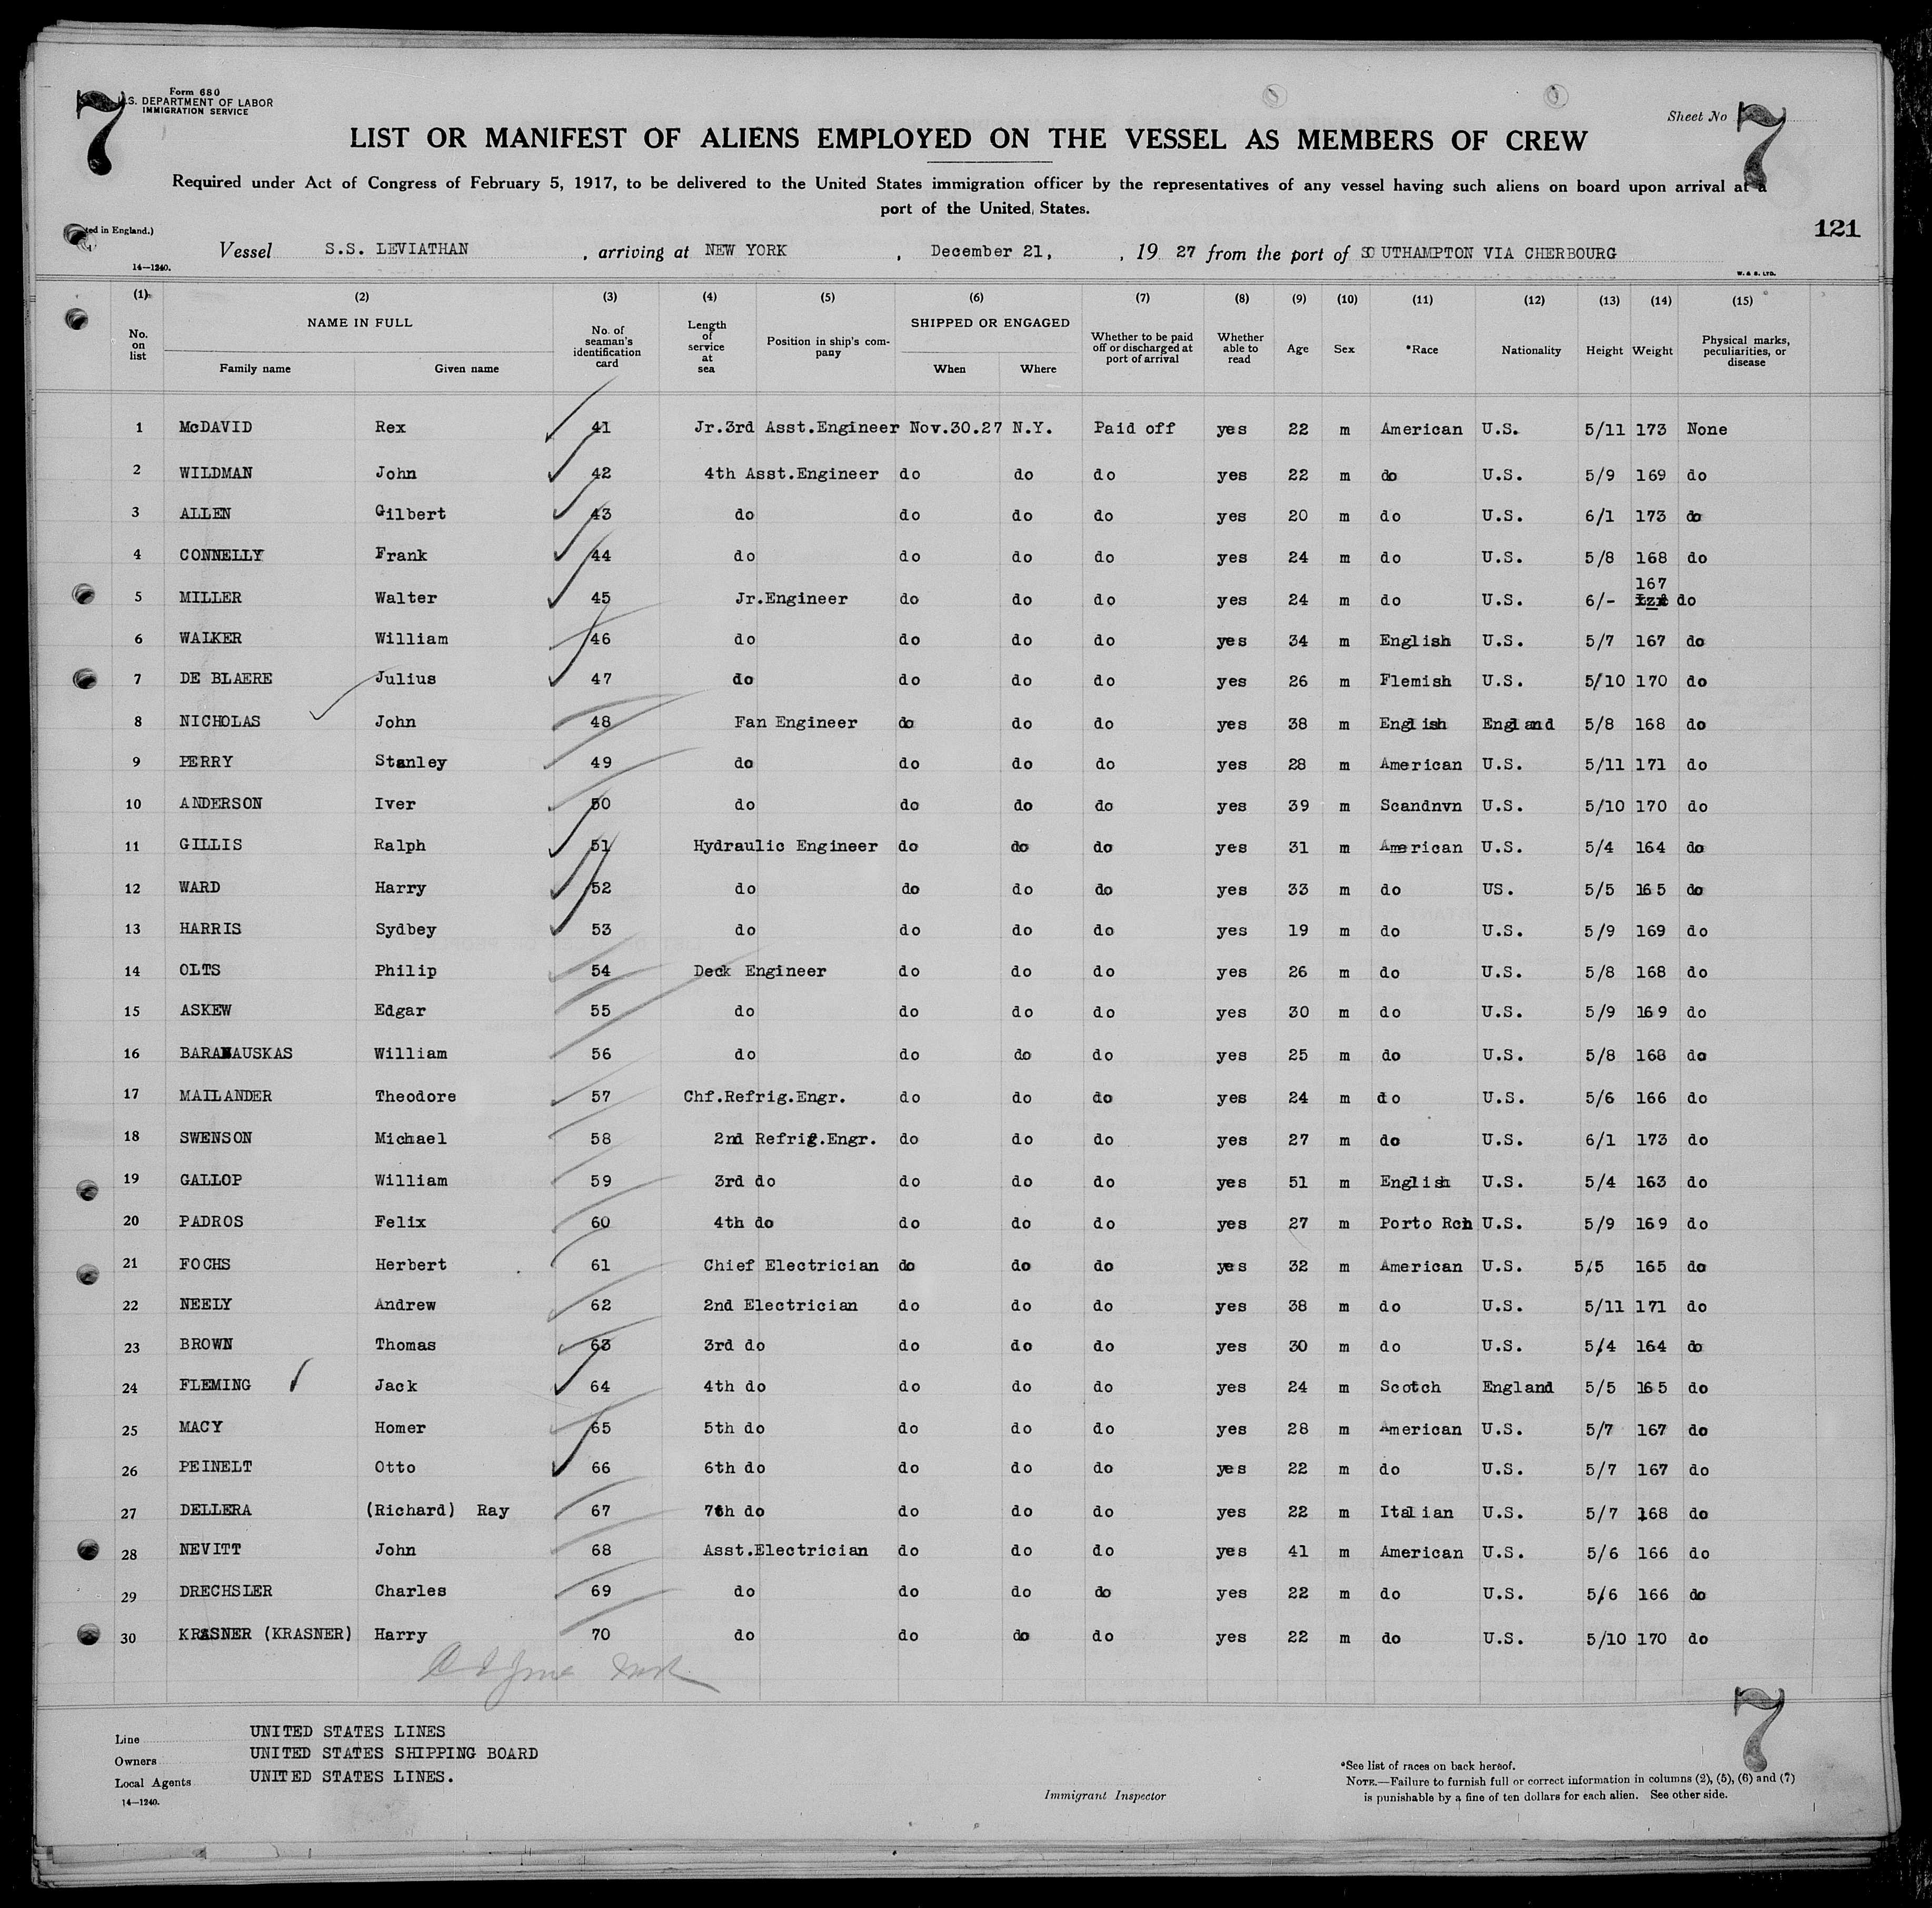 7
Form 680
U.S. DEPARTMENT OF LABOR
IMMIGRATION SERVICE
Sheet No 7
LIST OR MANIFEST OF ALIENS EMPLOYED ON THE VESSEL AS MEMBERS OF CREW
Required under Act of Congress of February 5, 1917, to be delivered to the United States immigration officer by the representatives of any vessel having such aliens on board upon arrival at a
port of the United States.
ted in England.)
121
Vessel S.S. LEVIATHAN , arriving at NEW YORK , December 21, , 19 27 from the port of SOUTHAMPTON VIA CHERBOURG
14—1240.
W. & S. LTD.
(1) (2) (3) (4) (5) (6) (7) (8) (9) (10) (11) (12) (13) (14) (15)
No. on list NAME IN FULL Family name Given name No. of seaman's identification card Length of service at sea Position in ship's company SHIPPED OR ENGAGED When Where Whether to be paid off or discharged at port of arrival Whether able to read Age Sex *Race Nationality Height Weight Physical marks, peculiarities, or disease
1 McDAVID Rex 41 Jr.3rd Asst.Engineer Nov.30.27 N.Y. Paid off yes 22 m American U.S. 5/11 173 None
2 WILDMAN John 42 4th Asst.Engineer do do do yes 22 m do U.S. 5/9 169 do
3 ALLEN Gilbert 43 do do do do yes 20 m do U.S. 6/1 173 do
4 CONNELLY Frank 44 do do do do yes 24 m do U.S. 5/8 168 do
5 MILLER Walter 45 Jr.Engineer do do do yes 24 m do U.S. 6/- 167 do
6 WALKER William 46 do do do do yes 34 m English U.S. 5/7 167 do
7 DE BLAERE Julius 47 do do do do yes 26 m Flemish U.S. 5/10 170 do
8 NICHOLAS John 48 Fan Engineer do do do yes 38 m English England 5/8 168 do
9 PERRY Stanley 49 do do do do yes 28 m American U.S. 5/11 171 do
10 ANDERSON Iver 50 do do do do yes 39 m Scandnvn U.S. 5/10 170 do
11 GILLIS Ralph 51 Hydraulic Engineer do do do yes 31 m American U.S. 5/4 164 do
12 WARD Harry 52 do do do do yes 33 m do US. 5/5 165 do
13 HARRIS Sydbey 53 do do do do yes 19 m do U.S. 5/9 169 do
14 OLTS Philip 54 Deck Engineer do do do yes 26 m do U.S. 5/8 168 do
15 ASKEW Edgar 55 do do do do yes 30 m do U.S. 5/9 169 do
16 BARANAUSKAS William 56 do do do do yes 25 m do U.S. 5/8 168 do
17 MAILANDER Theodore 57 Chf.Refrig.Engr. do do do yes 24 m do U.S. 5/6 166 do
18 SWENSON Michael 58 2nd Refrig.Engr. do do do yes 27 m do U.S. 6/1 173 do
19 GALLOP William 59 3rd do do do do yes 51 m English U.S. 5/4 163 do
20 PADROS Felix 60 4th do do do do yes 27 m Porto Rcn U.S. 5/9 169 do
21 FOCHS Herbert 61 Chief Electrician do do do yes 32 m American U.S. 5/5 165 do
22 NEELY Andrew 62 2nd Electrician do do do yes 38 m do U.S. 5/11 171 do
23 BROWN Thomas 63 3rd do do do do yes 30 m do U.S. 5/4 164 do
24 FLEMING Jack 64 4th do do do do yes 24 m Scotch England 5/5 165 do
25 MACY Homer 65 5th do do do do yes 28 m American U.S. 5/7 167 do
26 PEINELT Otto 66 6th do do do do yes 22 m do U.S. 5/7 167 do
27 DELLERA (Richard) Ray 67 7th do do do do yes 22 m Italian U.S. 5/7 168 do
28 NEVITT John 68 Asst.Electrician do do do yes 41 m American U.S. 5/6 166 do
29 DRECHSLER Charles 69 do do do do yes 22 m do U.S. 5/6 166 do
30 KRASNER (KRASNER) Harry 70 do do do do yes 22 m do U.S. 5/10 170 do
7
Line UNITED STATES LINES
Owners UNITED STATES SHIPPING BOARD
Local Agents UNITED STATES LINES.
14—1240.
Immigrant Inspector
*See list of races on back hereof.
NOTE.—Failure to furnish full or correct information in columns (2), (5), (6) and (7)
is punishable by a fine of ten dollars for each alien. See other side.